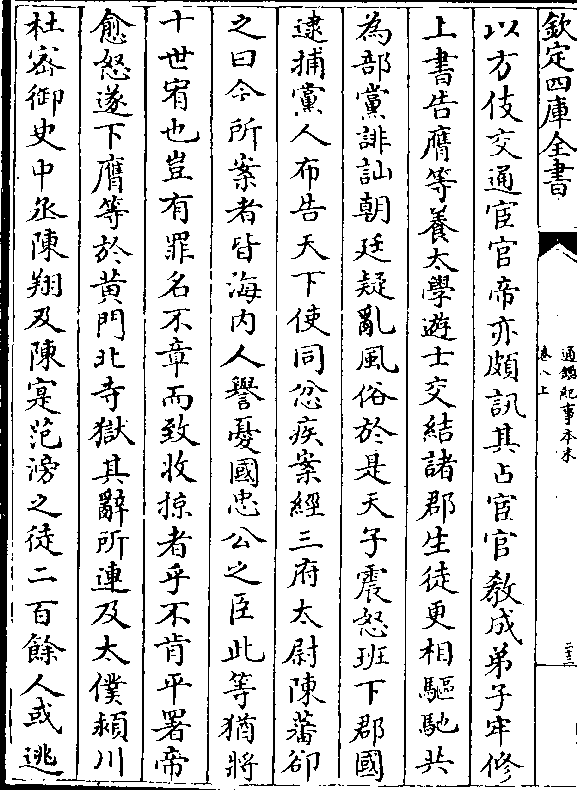 欽定四庫全書
通鑑紀事本末
卷八上
二十三
以方伎交通宦官帝亦頗訊其占宦官教成弟子牢修
上書告膺等養太學遊士交結諸郡生徒更相驅馳共
為部黨誹訕朝廷疑亂風俗於是天子震怒班下郡國
逮捕黨人布告天下使同忿疾案經三府太尉陳蕃卻
之曰今所案者皆海內人譽憂國忠公之臣此等猶將
十世宥也豈有罪名不章而致收掠者乎不肯平署帝
愈怒遂下膺等於黃門北寺獄其辭所連及太僕潁川
杜密御史中丞陳翔及陳寔范滂之徒二百餘人或逃